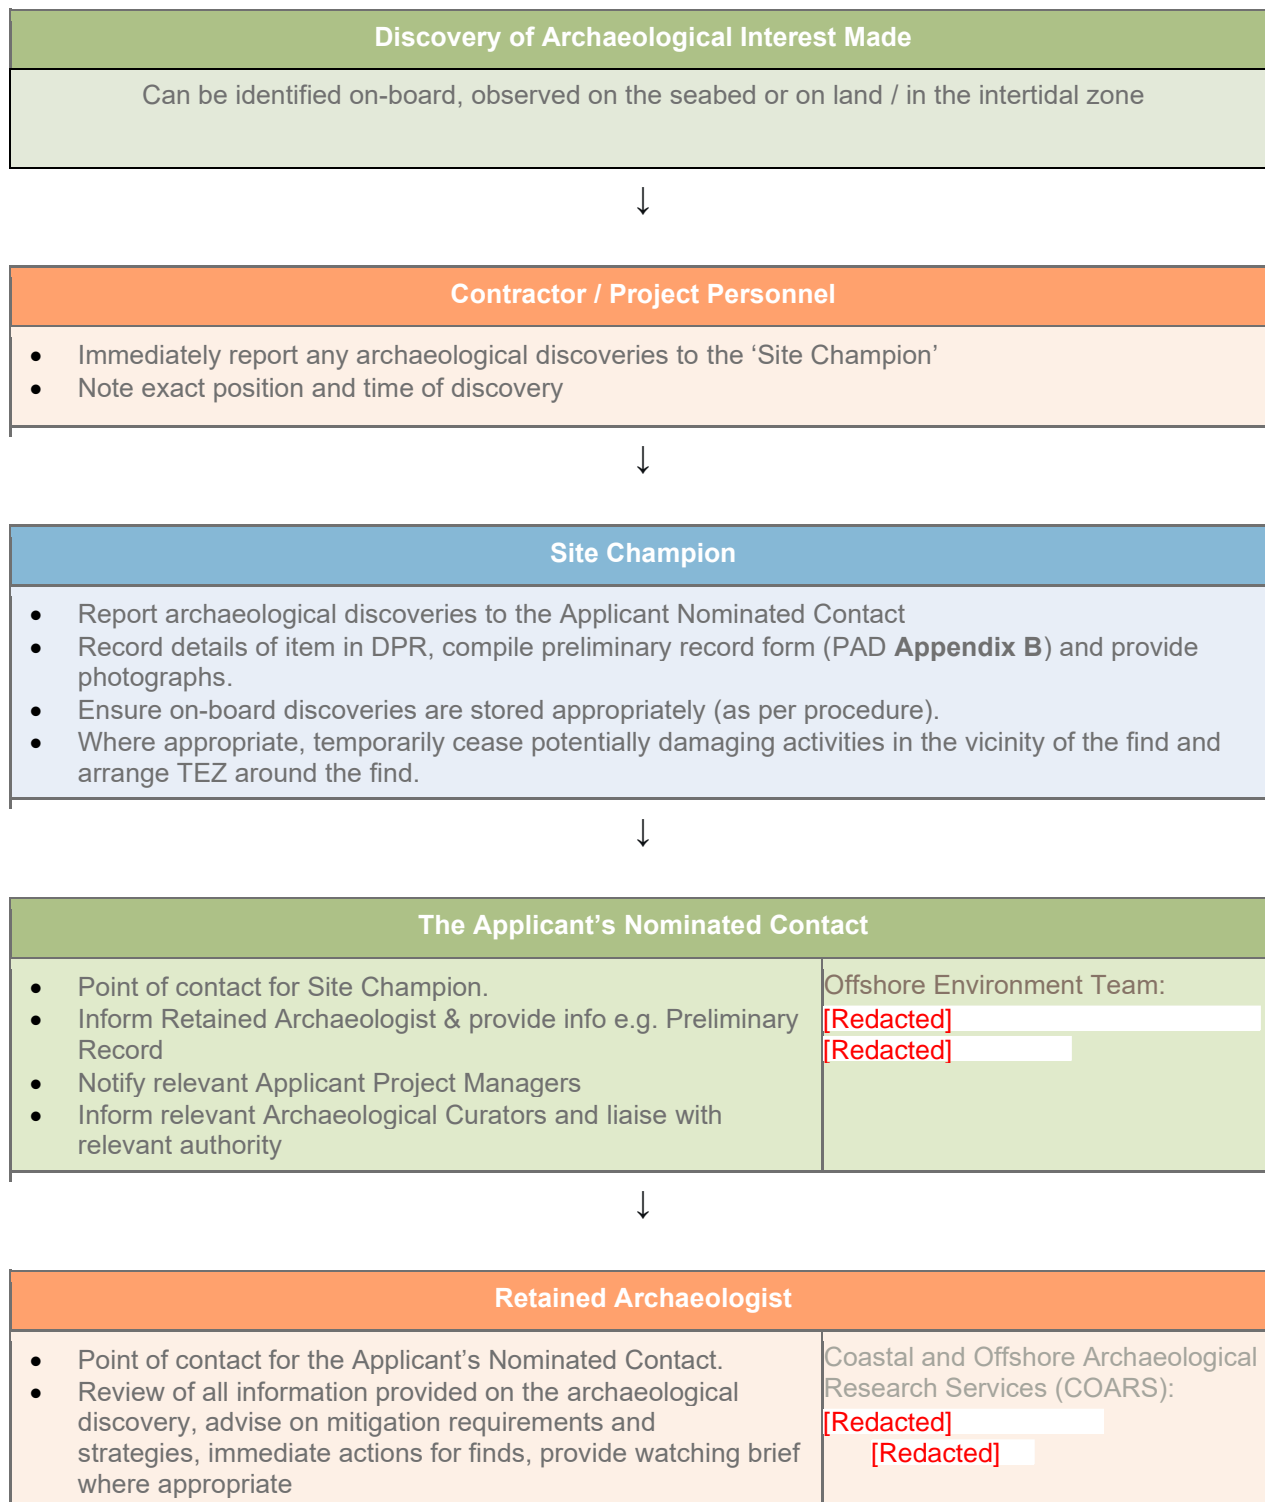 Discovery of Archaeological Interest Made
Can be identified on-board, observed on the seabed or on land / in the intertidal zone
↓
Contractor / Project Personnel
• Immediately report any archaeological discoveries to the ‘Site Champion’
• Note exact position and time of discovery
↓
Site Champion
• Report archaeological discoveries to the Applicant Nominated Contact
• Record details of item in DPR, compile preliminary record form (PAD Appendix B) and provide
photographs.
• Ensure on-board discoveries are stored appropriately (as per procedure).
• Where appropriate, temporarily cease potentially damaging activities in the vicinity of the find and
arrange TEZ around the find.
↓
The Applicant’s Nominated Contact
• Point of contact for Site Champion.
• Inform Retained Archaeologist & provide info e.g. Preliminary
Record
• Notify relevant Applicant Project Managers
• Inform relevant Archaeological Curators and liaise with
relevant authority
Offshore Environment Team:
[Redacted]
[Redacted]
↓
Retained Archaeologist
• Point of contact for the Applicant’s Nominated Contact.
• Review of all information provided on the archaeological
discovery, advise on mitigation requirements and
strategies, immediate actions for finds, provide watching brief
where appropriate
Coastal and Offshore Archaeological
Research Services (COARS):
[Redacted]
[Redacted]